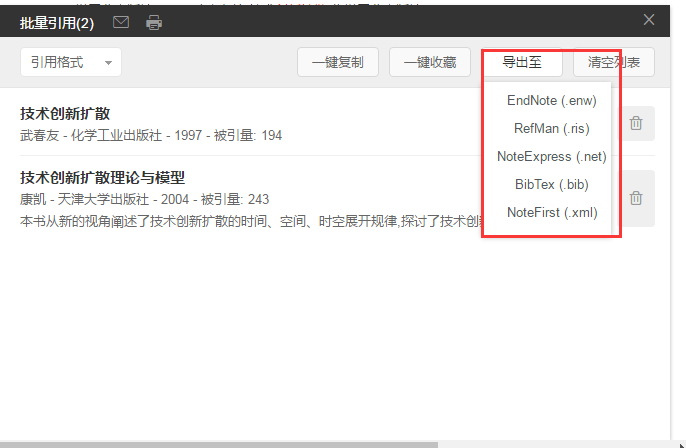 批量引用(2)
引用格式
一键复制
一键收藏
导出至
清空列表
EndNote (.enw)
RefMan (.ris)
NoteExpress (.net)
BibTex (.bib)
NoteFirst (.xml)
技术创新扩散
武春友 - 化学工业出版社 - 1997 - 被引量: 194
技术创新扩散理论与模型
康凯 - 天津大学出版社 - 2004 - 被引量: 243
本书从新的视角阐述了技术创新扩散的时间、空间、时空展开规律,探讨了技术创新